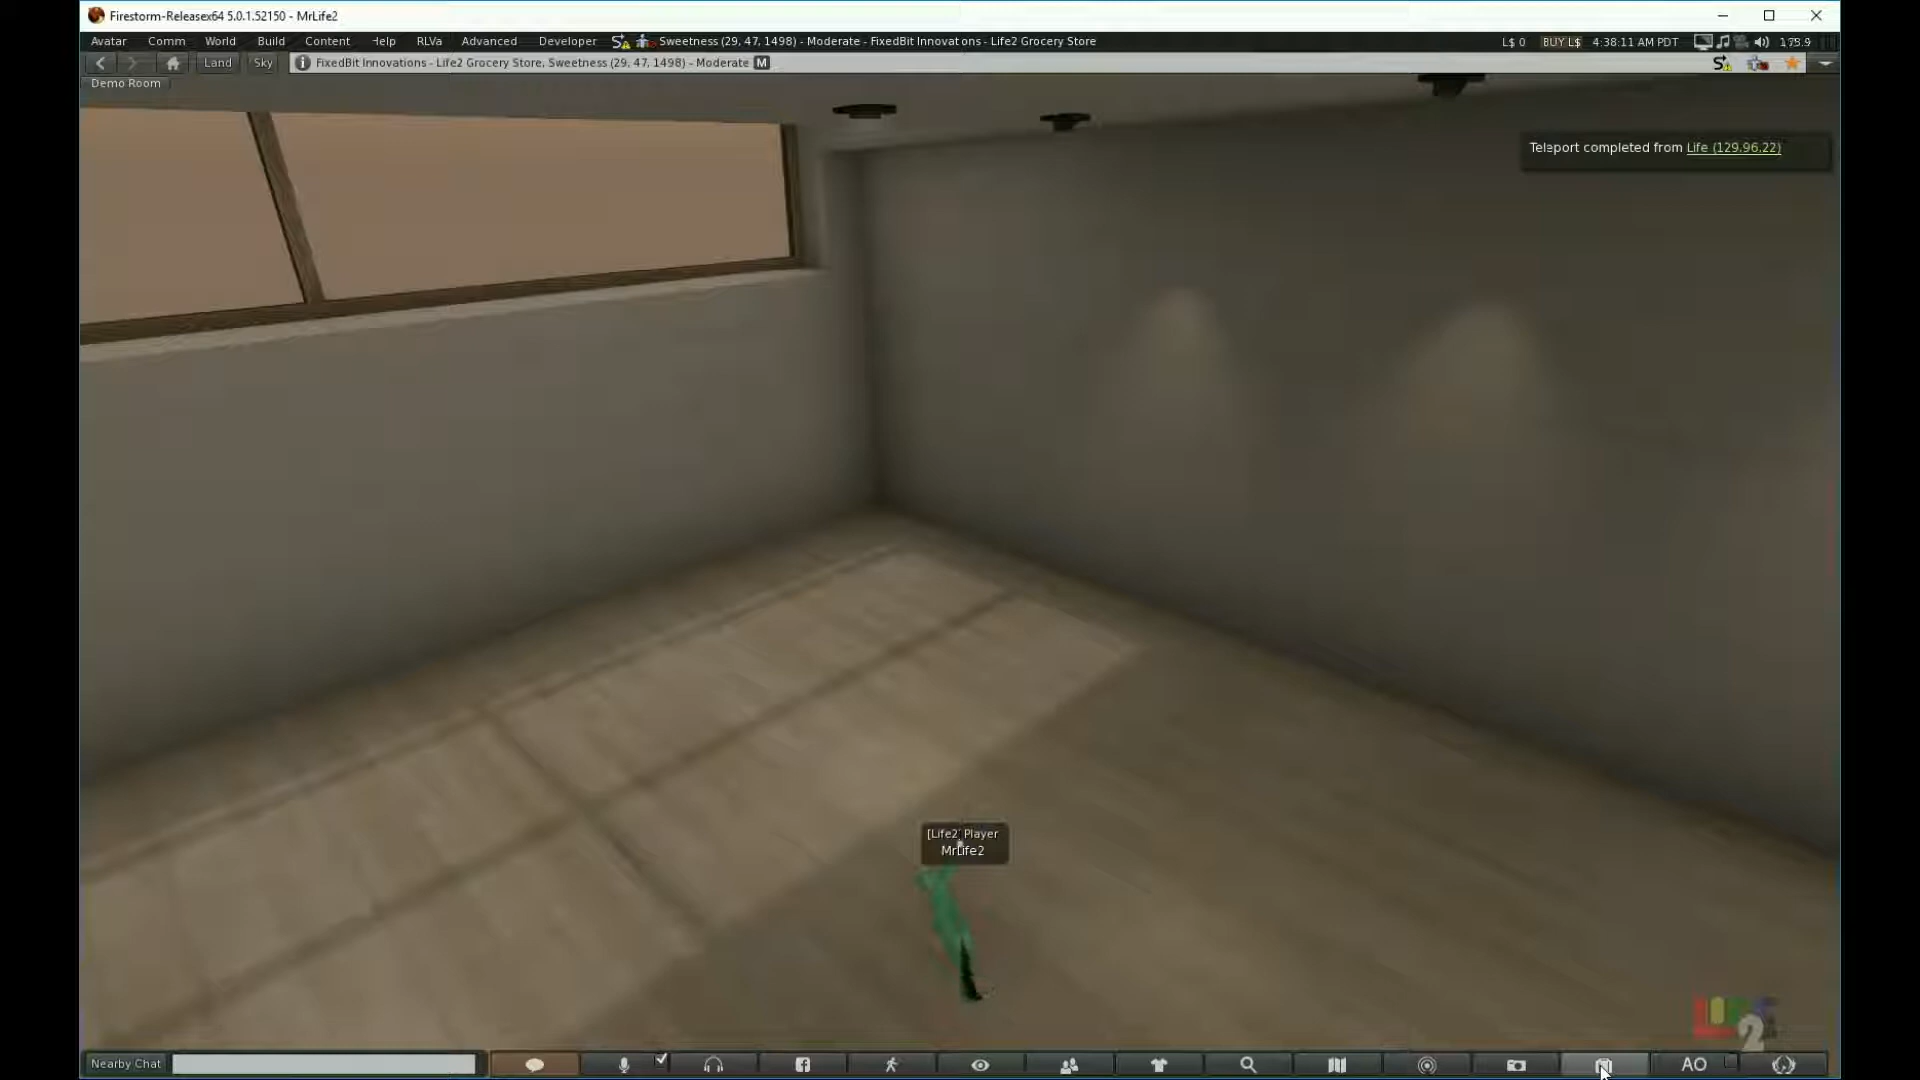 Firestorm-Releasex64 5.0.1.52150 - MrLife2
Avatar Comm World Build Content Help RLVa Advanced Developer Sweetness (29, 47, 1498) - Moderate - FixedBit Innovations - Life2 Grocery Store L$ 0 BUY L$ 4:38:11 AM PDT
Land Sky FixedBit Innovations - Life2 Grocery Store, Sweetness (29, 47, 1498) - Moderate M
Demo Room
Teleport completed from Life (129,96,22)
[Life2] Player
MrLife2
LIFE
2
Nearby Chat AO